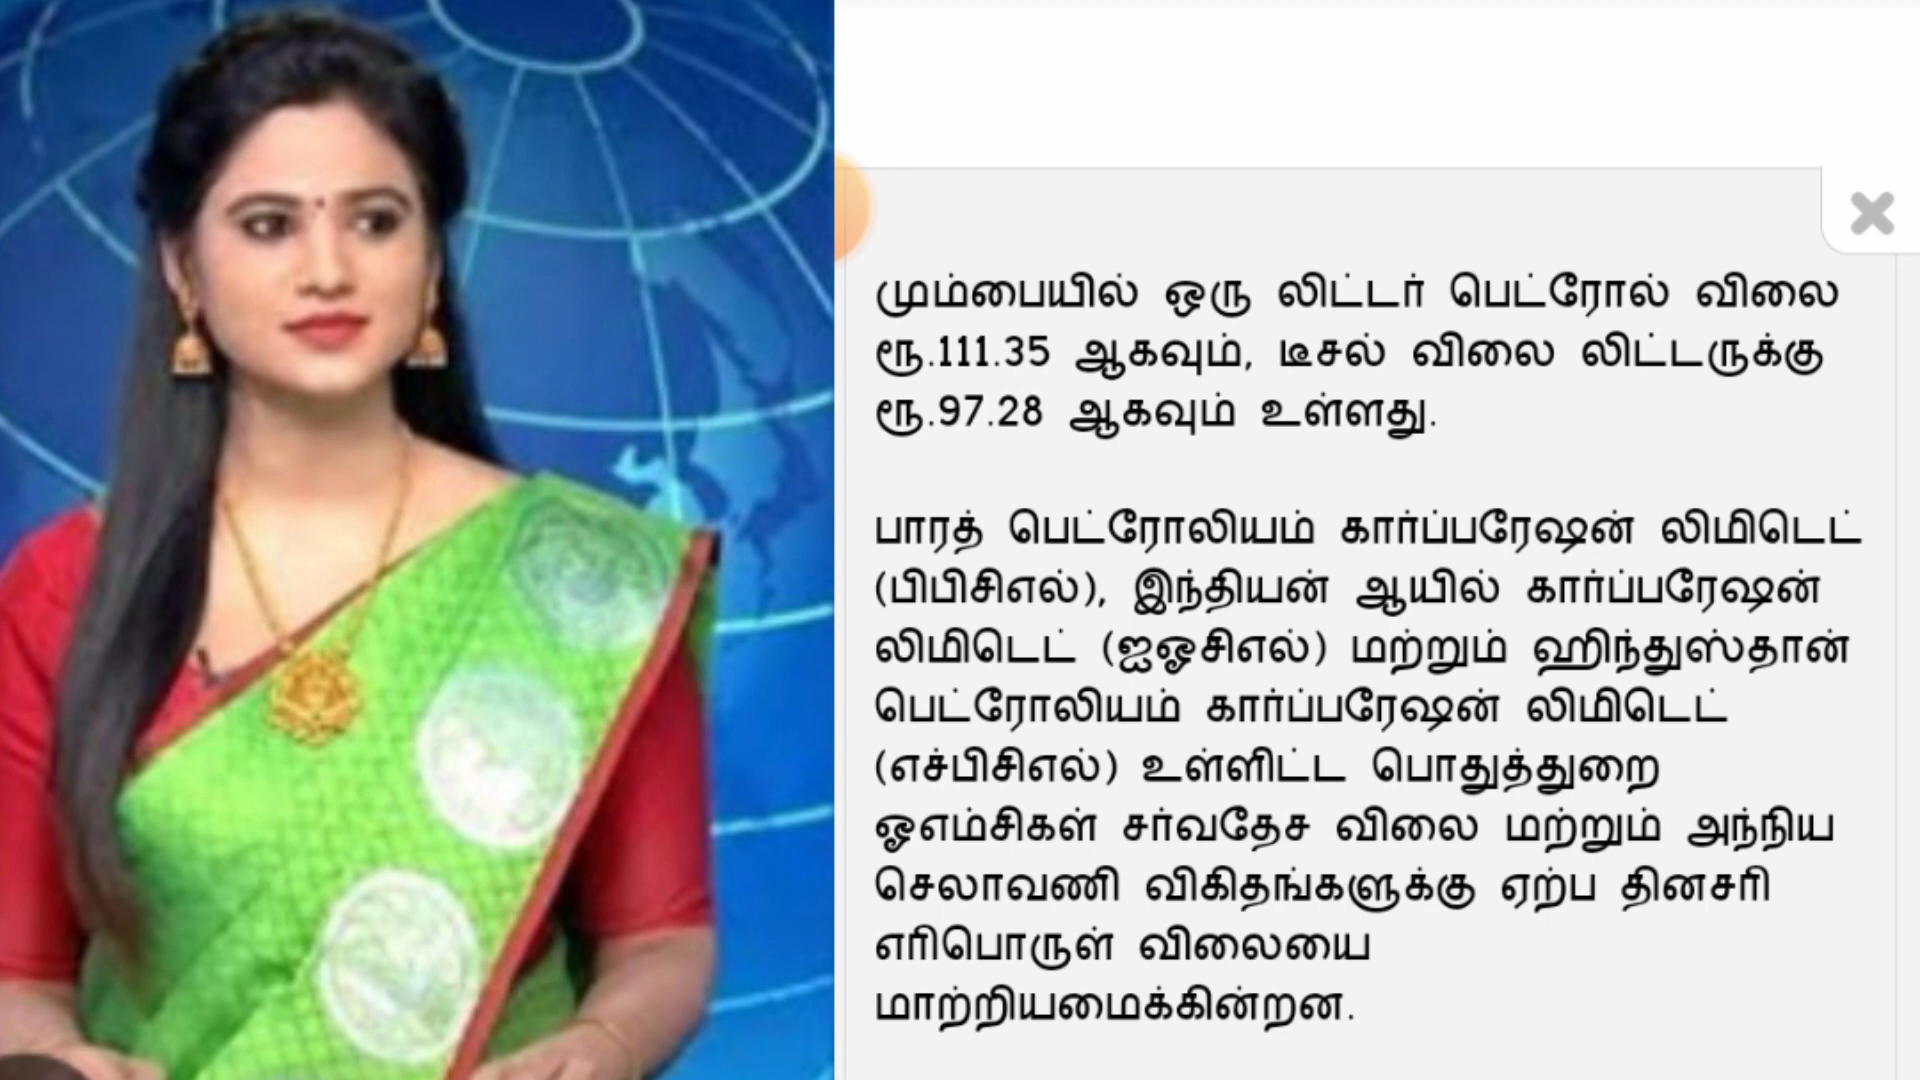 மும்பையில் ஒரு லிட்டர் பெட்ரோல் விலை
ரூ.111.35 ஆகவும், டீசல் விலை லிட்டருக்கு
ரூ.97.28 ஆகவும் உள்ளது.
பாரத் பெட்ரோலியம் கார்ப்பரேஷன் லிமிடெட்
(பிபிசிஎல்), இந்தியன் ஆயில் கார்ப்பரேஷன்
லிமிடெட் (ஐஓசிஎல்) மற்றும் ஹிந்துஸ்தான்
பெட்ரோலியம் கார்ப்பரேஷன் லிமிடெட்
(எச்பிசிஎல்) உள்ளிட்ட பொதுத்துறை
ஓஎம்சிகள் சர்வதேச விலை மற்றும் அந்நிய
செலாவணி விகிதங்களுக்கு ஏற்ப தினசரி
எரிபொருள் விலையை
மாற்றியமைக்கின்றன.